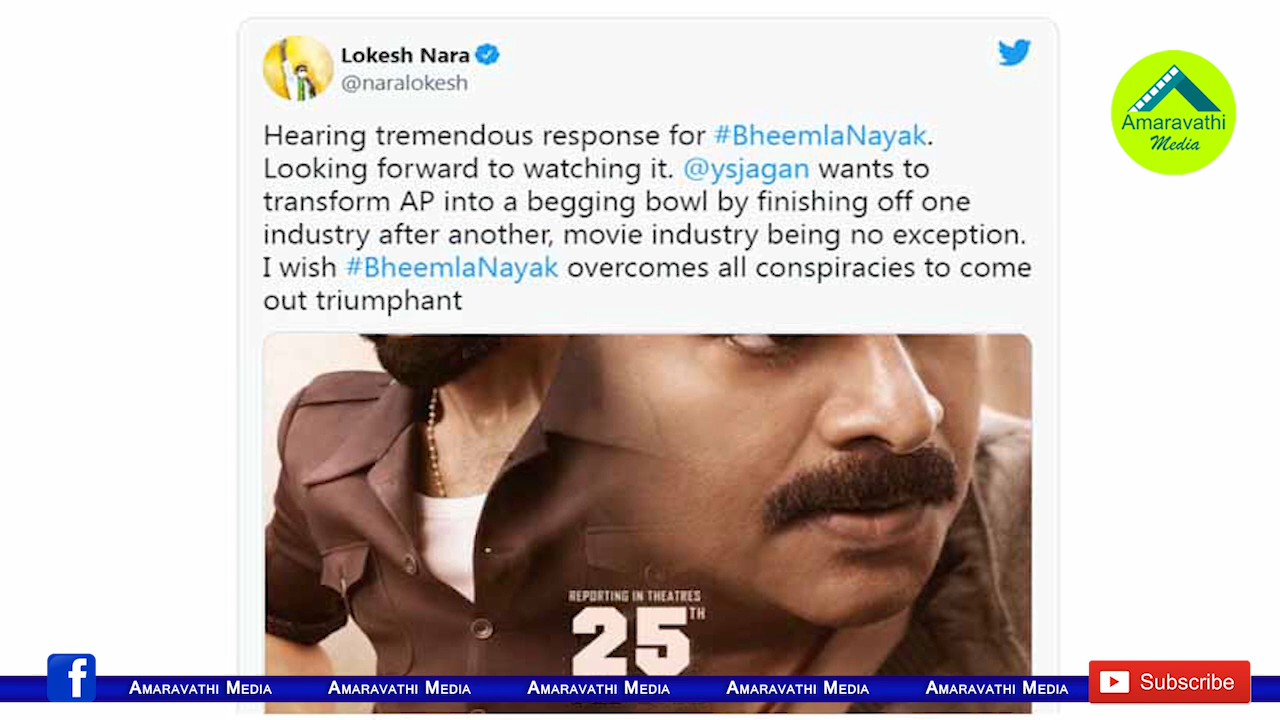 Lokesh Nara
@naralokesh
Hearing tremendous response for #BheemlaNayak.
Looking forward to watching it. @ysjagan wants to
transform AP into a begging bowl by finishing off one
industry after another, movie industry being no exception.
I wish #BheemlaNayak overcomes all conspiracies to come
out triumphant
Amaravathi
Media
REPORTING IN THEATRES
25TH
f
AMARAVATHI MEDIA AMARAVATHI MEDIA AMARAVATHI MEDIA AMARAVATHI MEDIA AMARAVATHI MEDIA
Subscribe